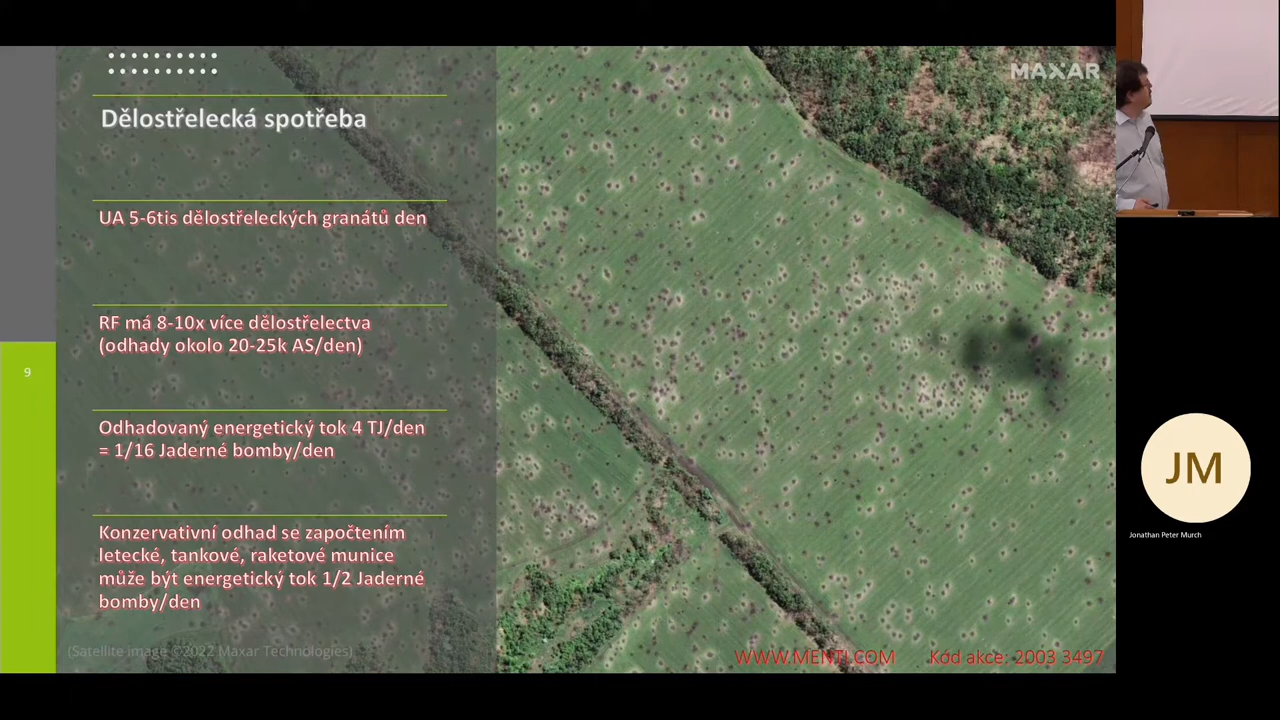 MAXAR
Dělostřelecká spotřeba
UA 5-6tis dělostřeleckých granátů den
RF má 8-10x více dělostřelectva
(odhady okolo 20-25k AS/den)
9
Odhadovaný energetický tok 4 TJ/den
= 1/16 Jaderné bomby/den
Konzervativní odhad se započtením
letecké, tankové, raketové munice
může být energetický tok 1/2 Jaderné
bomby/den
(Satellite image ©2022 Maxar Technologies)
WWW.MENTI.COM Kód akce: 2003 3497
JM
Jonathan Peter Murch